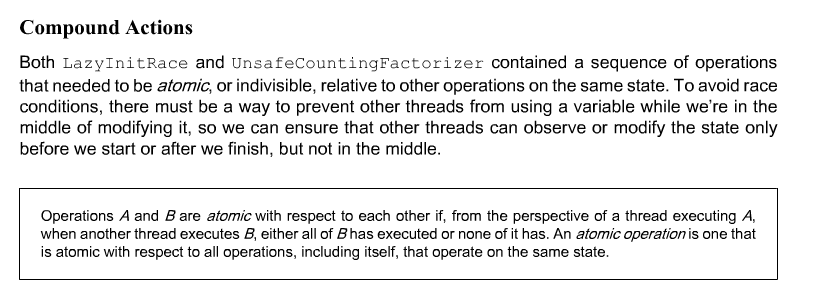 Compound Actions
Both LazyInitRace and UnsafeCountingFactorizer contained a sequence of operations
that needed to be atomic, or indivisible, relative to other operations on the same state. To avoid race
conditions, there must be a way to prevent other threads from using a variable while we're in the
middle of modifying it, so we can ensure that other threads can observe or modify the state only
before we start or after we finish, but not in the middle.
Operations A and B are atomic with respect to each other if, from the perspective of a thread executing A,
when another thread executes B, either all of B has executed or none of it has. An atomic operation is one that
is atomic with respect to all operations, including itself, that operate on the same state.